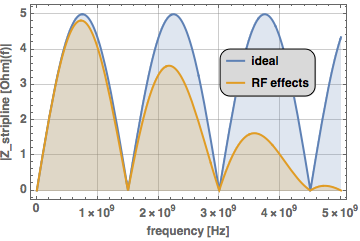 |Z_stripline [Ohm](f)|
5
4
3
2
1
0
ideal
RF effects
0 1×10⁹ 2×10⁹ 3×10⁹ 4×10⁹ 5×10⁹
frequency [Hz]